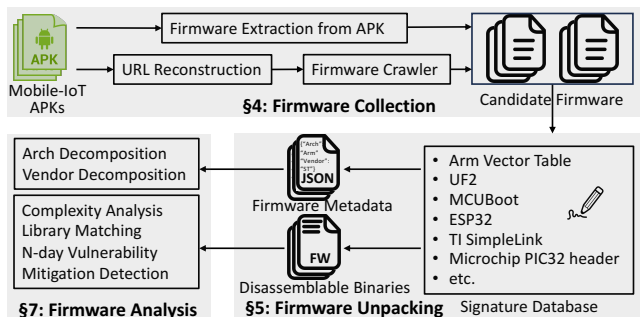 Firmware Extraction from APK
APK
URL Reconstruction
Firmware Crawler
Mobile-IoT
APKs
§4: Firmware Collection
Candidate Firmware
Arch Decomposition
Vendor Decomposition
{"Arch"
"Arm"
"Vendor":
"ST"}
JSON
Firmware Metadata
Complexity Analysis
Library Matching
N-day Vulnerability
Mitigation Detection
FW
Disassemblable Binaries
• Arm Vector Table
• UF2
• MCUBoot
• ESP32
• TI SimpleLink
• Microchip PIC32 header
• etc.
Signature Database
§7: Firmware Analysis
§5: Firmware Unpacking